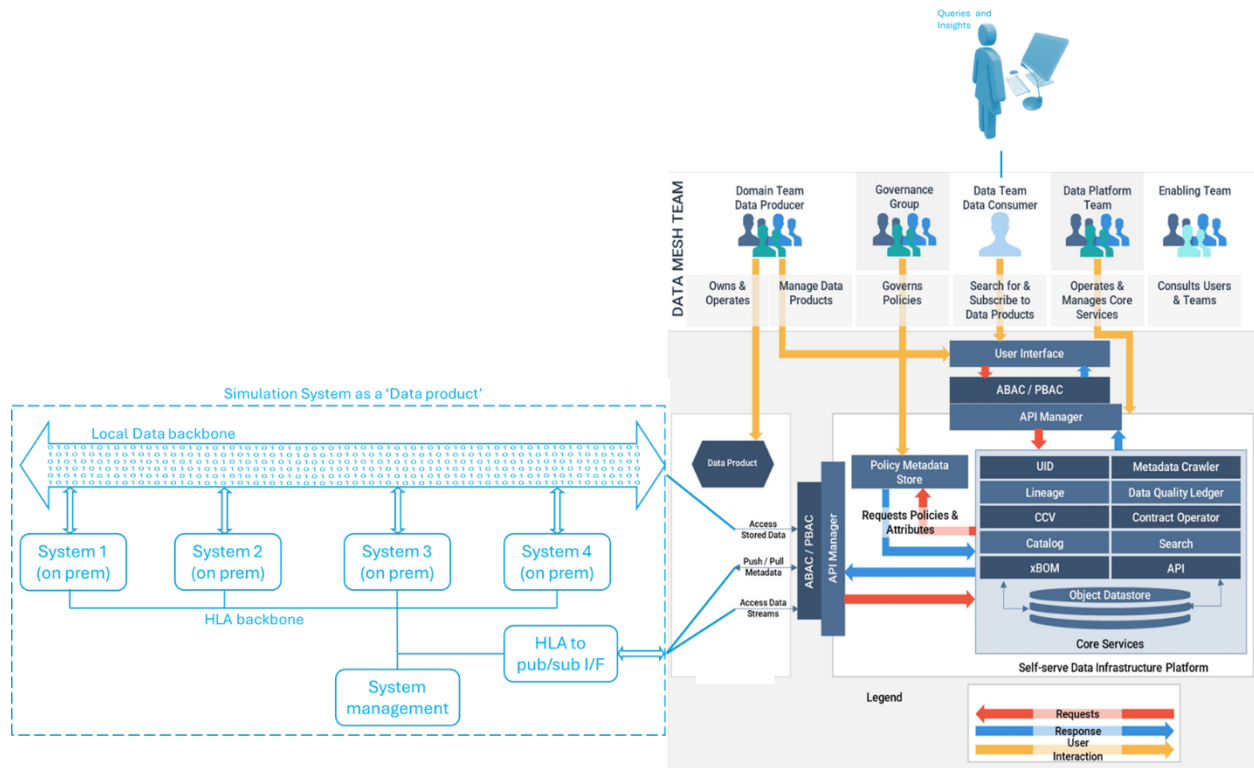 Queries and
Insights
DATA MESH TEAM
Domain Team
Data Producer
Governance
Group
Data Team
Data Consumer
Data Platform
Team
Enabling Team
Owns &
Operates
Manage Data
Products
Governs
Policies
Search for &
Subscribe to
Data Products
Operates &
Manages Core
Services
Consults Users
& Teams
User Interface
ABAC / PBAC
API Manager
Simulation System as a 'Data product'
Local Data backbone
System 1
(on prem)
System 2
(on prem)
System 3
(on prem)
System 4
(on prem)
HLA backbone
HLA to
pub/sub I/F
System
management
Data Product
Access
Stored Data
Push / Pull
Metadata
Access Data
Streams
ABAC / PBAC
API Manager
Policy Metadata
Store
Requests Policies &
Attributes
UID
Metadata Crawler
Lineage
Data Quality Ledger
CCV
Contract Operator
Catalog
Search
xBOM
API
Object Datastore
Core Services
Self-serve Data Infrastructure Platform
Legend
Requests
Response
User
Interaction